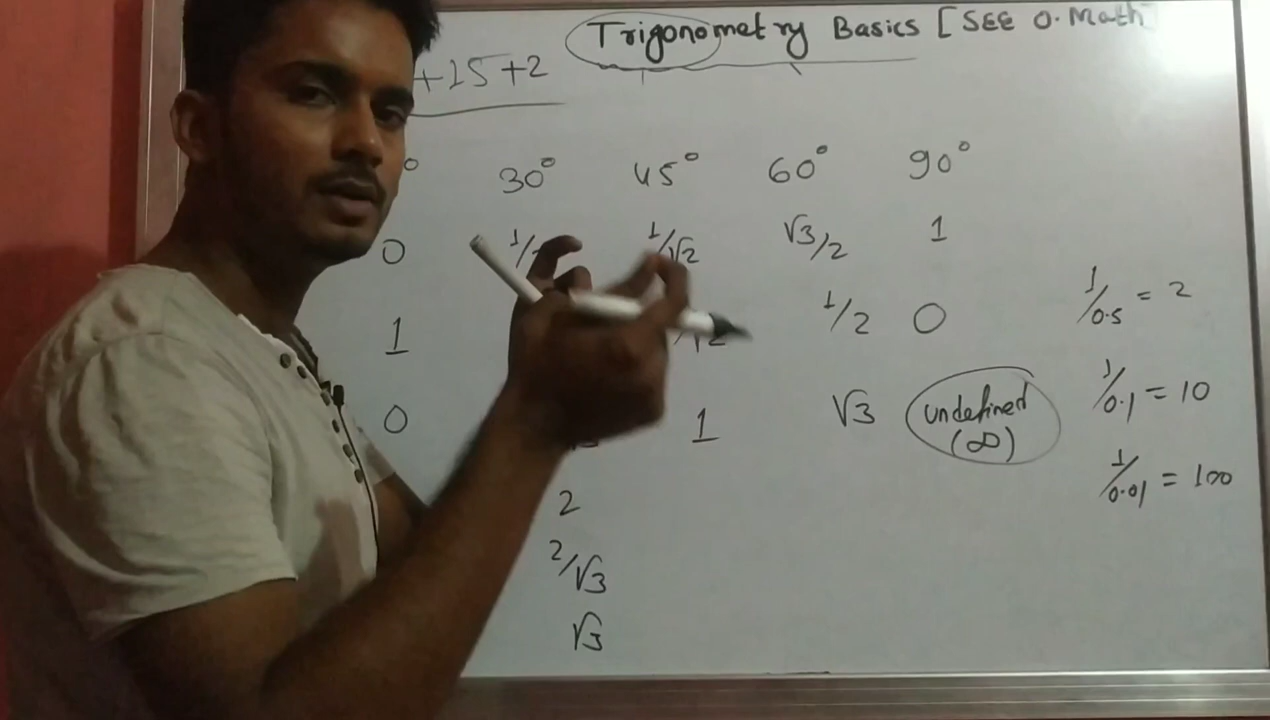 Trigonometry Basics [SEE O.Math
+15+2
° 30° 45° 60° 90°
0 1/ 1/√2 √3/2 1
1 /√2 1/2 0 1/0.5 = 2
0 1 √3 undefined (∞) 1/0.1 = 10
2 1/0.01 = 100
2/√3
√3